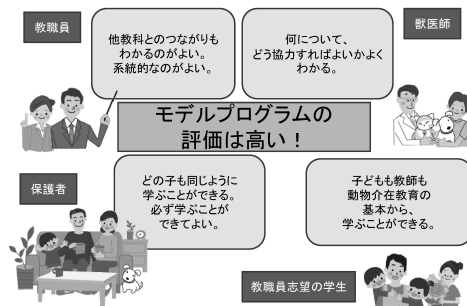 教職員
他教科とのつながりも
わかるのがよい。
系統的なのがよい。
何について、
どう協力すればよいかよく
わかる。
獣医師
モデルプログラムの
評価は高い！
保護者
どの子も同じように
学ぶことができる。
必ず学ぶことが
できてよい。
子どもも教師も
動物介在教育の
基本から、
学ぶことができる。
教職員志望の学生